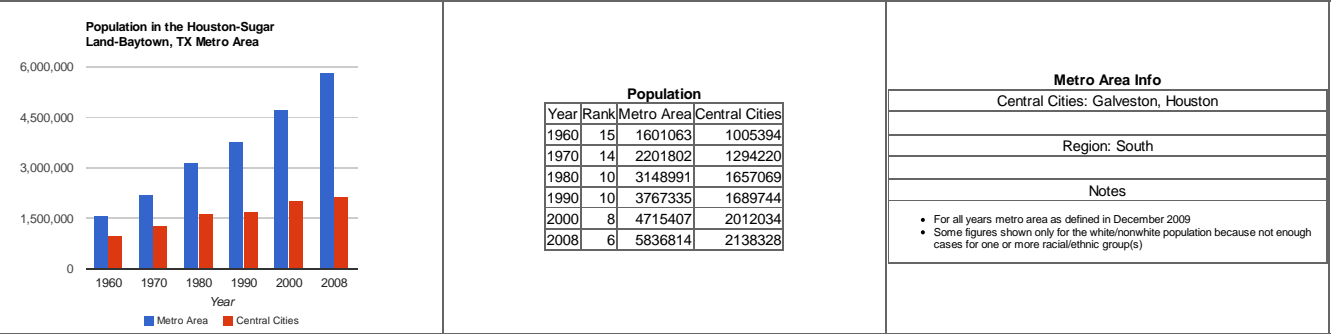 Population in the Houston-Sugar
Land-Baytown, TX Metro Area
6,000,000
4,500,000
3,000,000
1,500,000
0
1960 1970 1980 1990 2000 2008
Year
Metro Area Central Cities
Population
Year Rank Metro Area Central Cities
1960 15 1601063 1005394
1970 14 2201802 1294220
1980 10 3148991 1657069
1990 10 3767335 1689744
2000 8 4715407 2012034
2008 6 5836814 2138328
Metro Area Info
Central Cities: Galveston, Houston
Region: South
Notes
• For all years metro area as defined in December 2009
• Some figures shown only for the white/nonwhite population because not enough
cases for one or more racial/ethnic group(s)